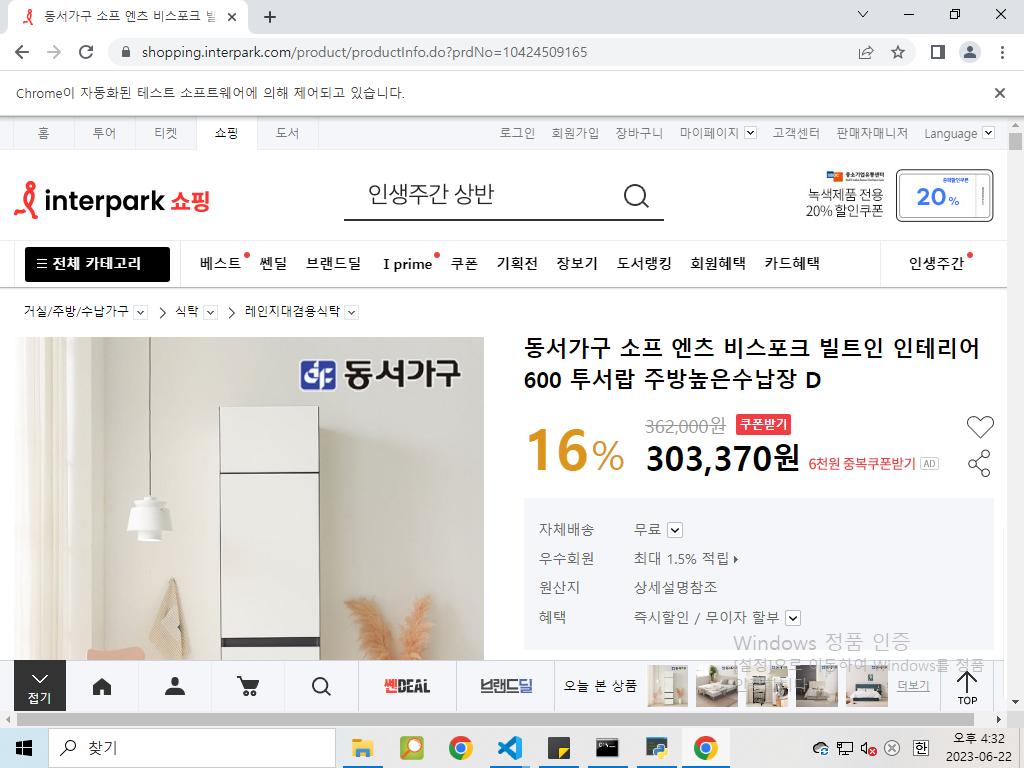 동서가구 소프 엔츠 비스포크 빌
shopping.interpark.com/product/productInfo.do?prdNo=10424509165
Chrome이 자동화된 테스트 소프트웨어에 의해 제어되고 있습니다.
홈 투어 티켓 쇼핑 도서 로그인 회원가입 장바구니 마이페이지 고객센터 판매자매니저 Language
interpark 쇼핑
인생주간 상반
중소기업유통센터
녹색제품 전용
20% 할인쿠폰
중복할인쿠폰
20%
전체 카테고리 베스트 쎈딜 브랜드딜 I prime 쿠폰 기획전 장보기 도서랭킹 회원혜택 카드혜택 인생주간
거실/주방/수납가구 > 식탁 > 레인지대겸용식탁
동서가구
동서가구 소프 엔츠 비스포크 빌트인 인테리어
600 투서랍 주방높은수납장 D
16%
362,000원 쿠폰받기
303,370원 6천원 중복쿠폰받기 AD
자체배송 무료
우수회원 최대 1.5% 적립
원산지 상세설명참조
혜택 즉시할인 / 무이자 할부
Windows 정품 인증
[설정]으로 이동하여 Windows를 정품
접기
쎈DEAL
브랜드딜
오늘 본 상품
더보기
TOP
찾기
한
오후 4:32
2023-06-22